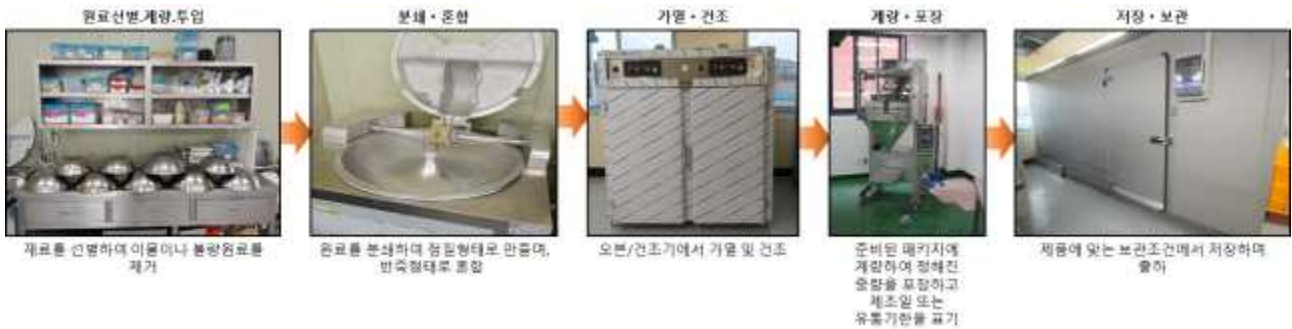 원료선별.계량.투입
분쇄・혼합
가열・건조
계량・포장
저장・보관
재료를 선별하여 이물이나 불량원료를
제거
원료를 분쇄하여 점질형태로 만들며,
반죽형태로 혼합
오븐/건조기에서 가열 및 건조
준비된 패키지에
계량하여 정해진
중량을 포장하고
제조일 또는
유통기한을 표기
제품에 맞는 보관조건에서 저장하며
출하